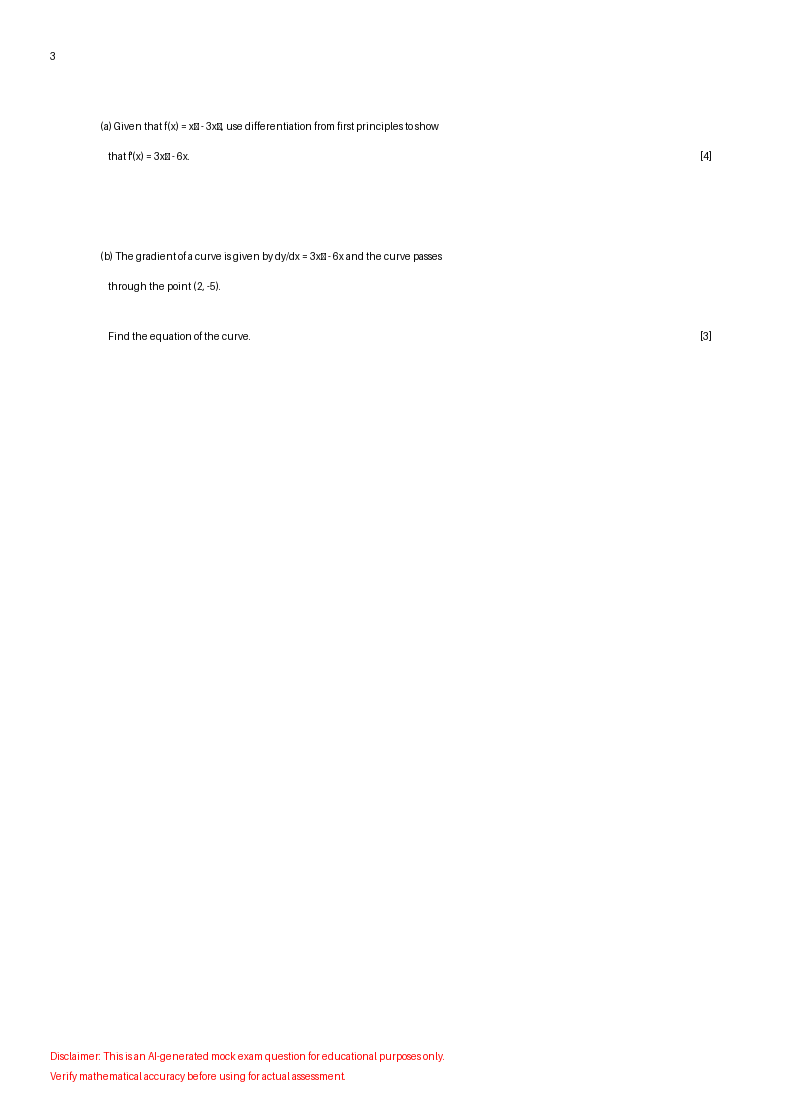 3
(a) Given that f(x) = x▯ - 3x▯, use differentiation from first principles to show
that f'(x) = 3x▯ - 6x.
[4]
(b) The gradient of a curve is given by dy/dx = 3x▯ - 6x and the curve passes
through the point (2, -5).
Find the equation of the curve.
[3]
Disclaimer: This is an AI-generated mock exam question for educational purposes only.
Verify mathematical accuracy before using for actual assessment.